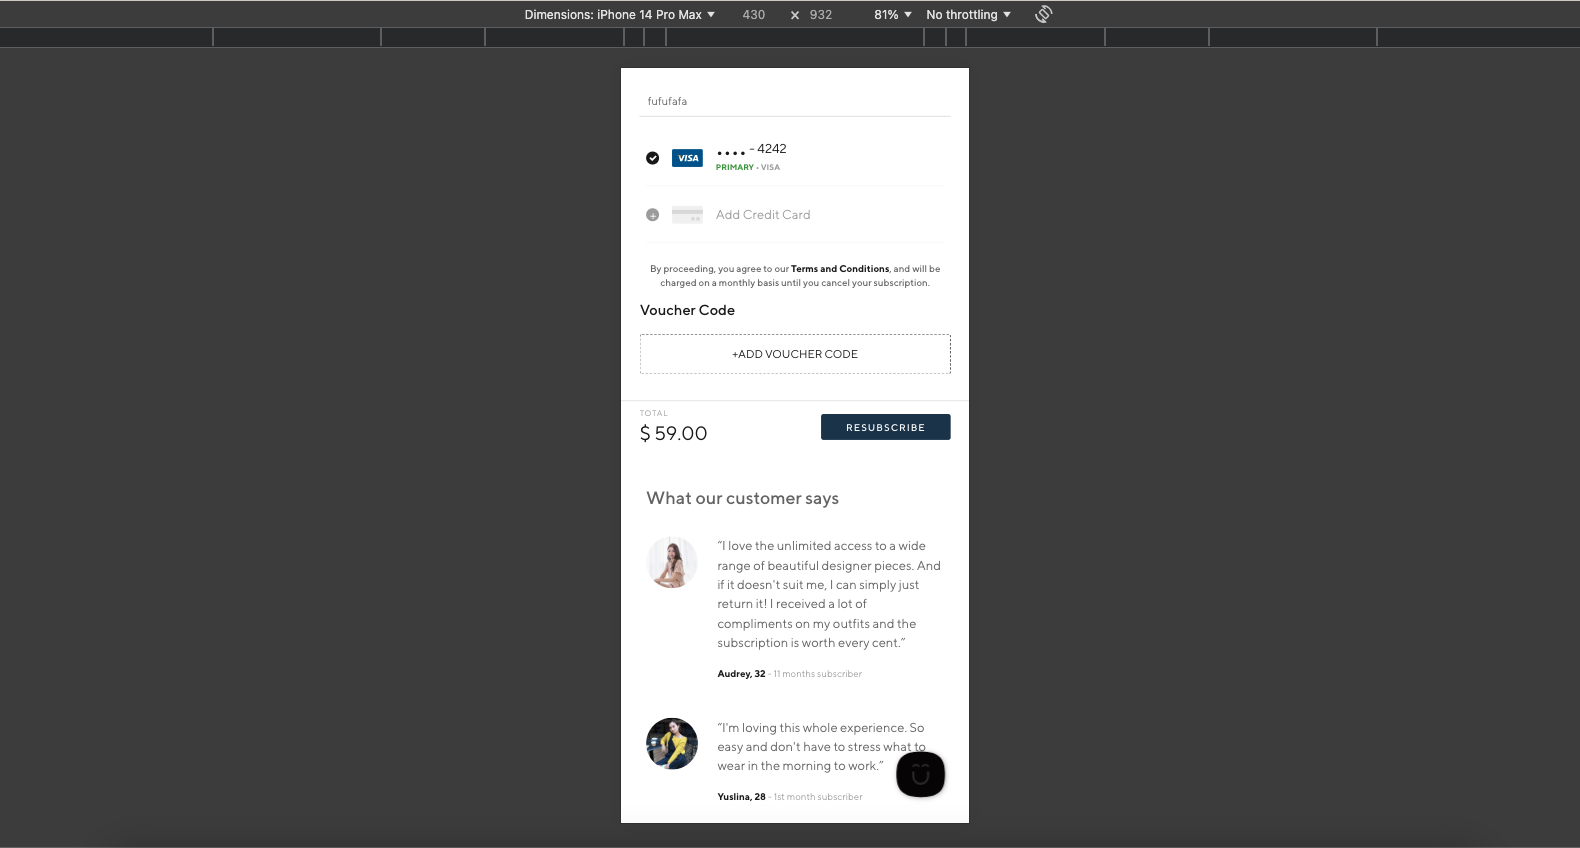 Dimensions: iPhone 14 Pro Max ▼ 430 × 932 81% ▼ No throttling ▼
fufufafa
VISA •••• - 4242
PRIMARY - VISA
+ Add Credit Card
By proceeding, you agree to our Terms and Conditions, and will be
charged on a monthly basis until you cancel your subscription.
Voucher Code
+ADD VOUCHER CODE
TOTAL
$ 59.00
RESUBSCRIBE
What our customer says
“I love the unlimited access to a wide
range of beautiful designer pieces. And
if it doesn't suit me, I can simply just
return it! I received a lot of
compliments on my outfits and the
subscription is worth every cent.”
Audrey, 32 - 11 months subscriber
“I'm loving this whole experience. So
easy and don't have to stress what to
wear in the morning to work.”
Yuslina, 28 - 1st month subscriber